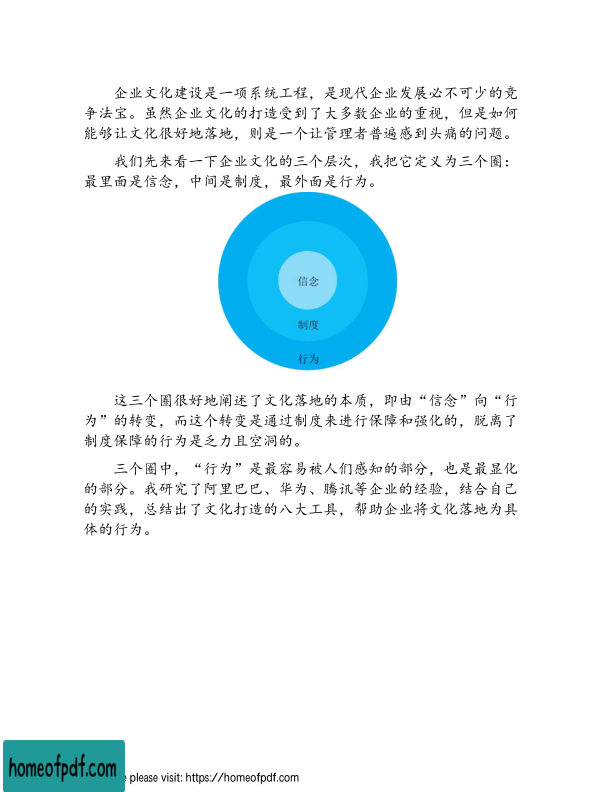 企业文化建设是一项系统工程，是现代企业发展必不可少的竞
争法宝。虽然企业文化的打造受到了大多数企业的重视，但是如何
能够让文化很好地落地，则是一个让管理者普遍感到头痛的问题。
我们先来看一下企业文化的三个层次，我把它定义为三个圈：
最里面是信念，中间是制度，最外面是行为。
信念
制度
行为
这三个圈很好地阐述了文化落地的本质，即由“信念”向“行
为”的转变，而这个转变是通过制度来进行保障和强化的，脱离了
制度保障的行为是乏力且空洞的。
三个圈中，“行为”是最容易被人们感知的部分，也是最显化
的部分。我研究了阿里巴巴、华为、腾讯等企业的经验，结合自己
的实践，总结出了文化打造的八大工具，帮助企业将文化落地为具
体的行为。
homeofpdf.com
please visit: https://homeofpdf.com